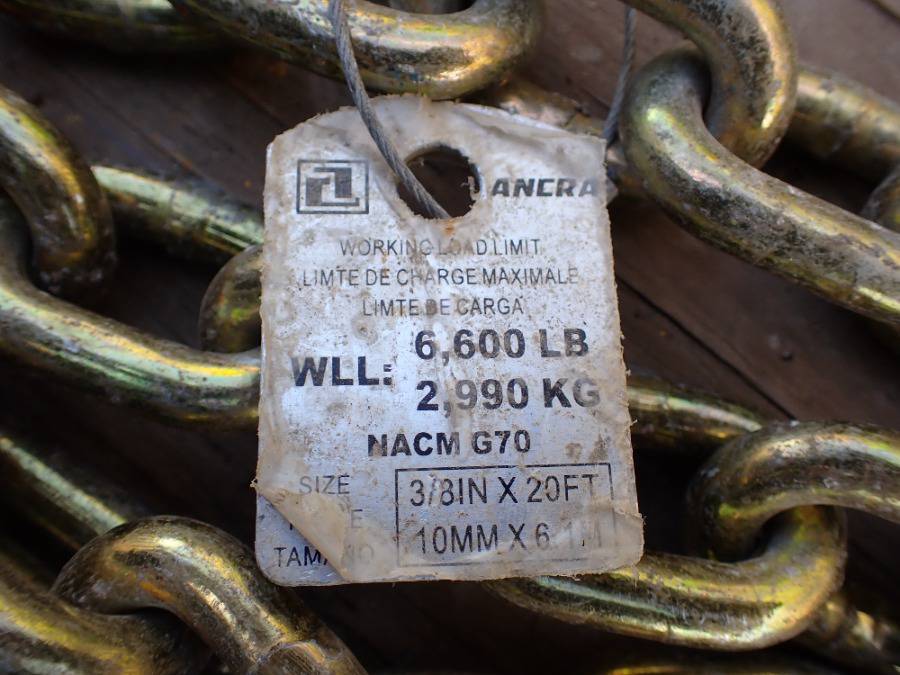 ANCRA
WORKING LOAD LIMIT
LIMTE DE CHARGE MAXIMALE
LIMTE DE CARGA
WLL: 6,600 LB
2,990 KG
NACM G70
SIZE 3/8IN X 20FT
10MM X 6.1M